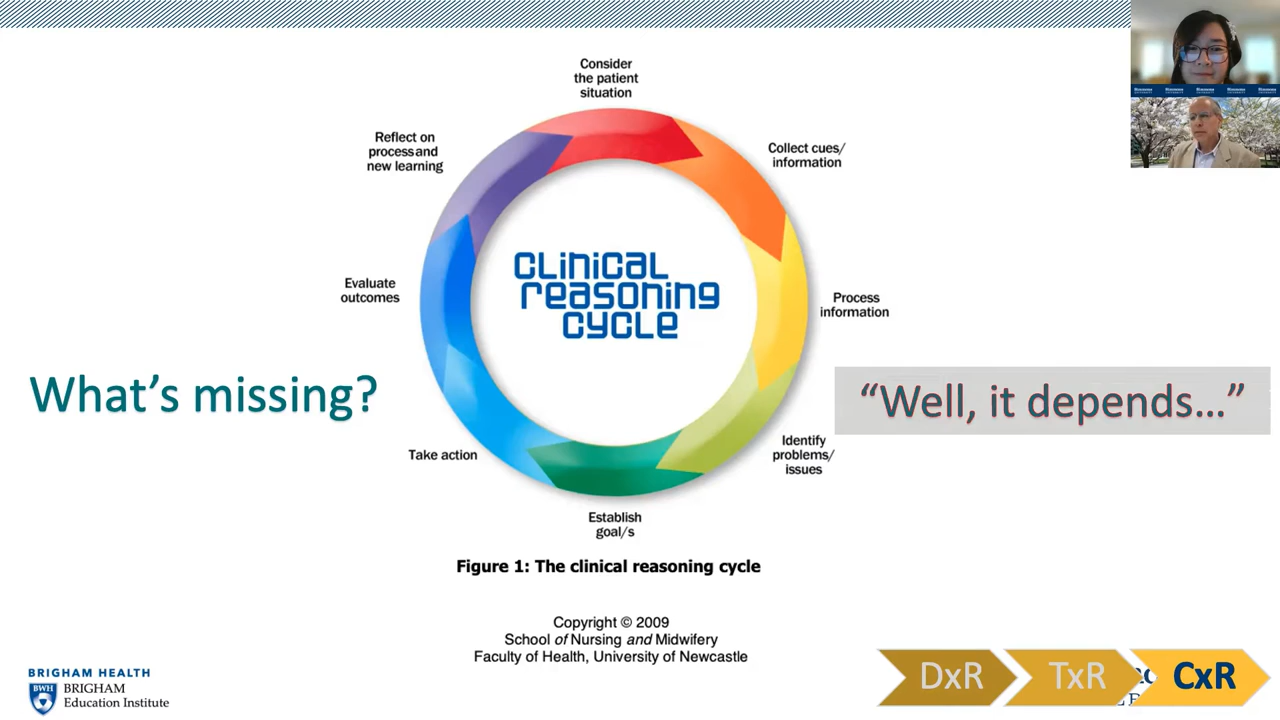 Consider
the patient
situation
Collect cues/
information
Process
information
Identify
problems/
issues
Establish
goal/s
Take action
Evaluate
outcomes
Reflect on
process and
new learning
CLinical
reasoning
cycle
What’s missing?
“Well, it depends…”
Figure 1: The clinical reasoning cycle
Copyright © 2009
School of Nursing and Midwifery
Faculty of Health, University of Newcastle
BRIGHAM HEALTH
BWH
BRIGHAM
Education Institute
DxR
TxR
CxR